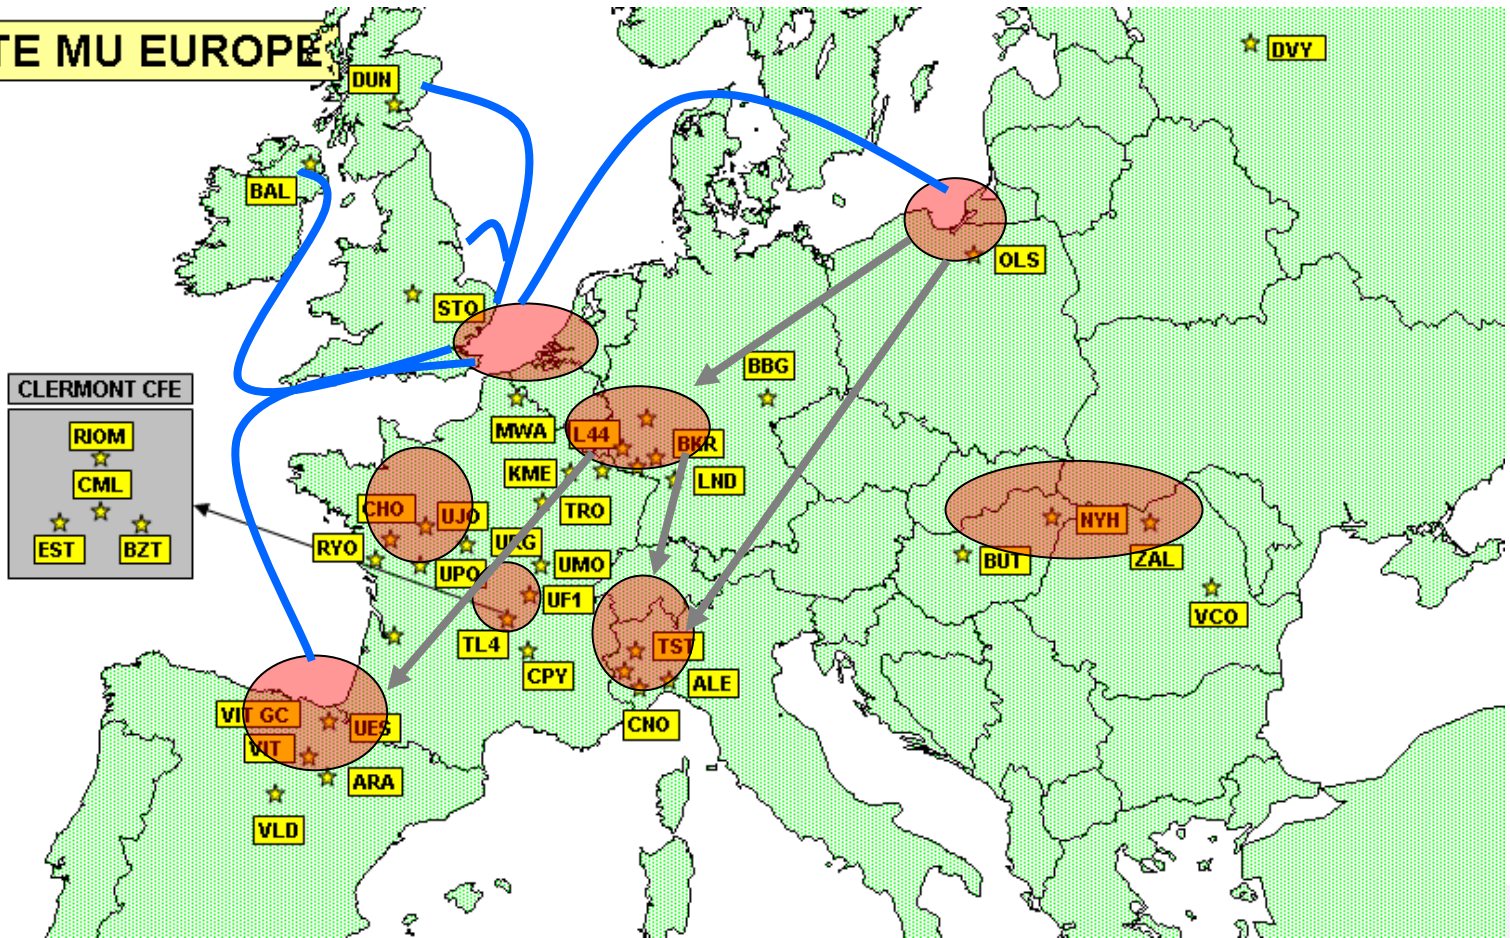 TE MU EUROPE
DUN
DVY
BAL
OLS
STO
BBG
CLERMONT CFE
RIOM
MWA
L44
BKR
KME
LND
CML
CHO
UJO
TRO
NYH
EST
BZT
RYO
URG
UMO
BUT
ZAL
UPO
UF1
VCO
TL4
TST
CPY
ALE
VIT GC
UES
CNO
VIT
ARA
VLD